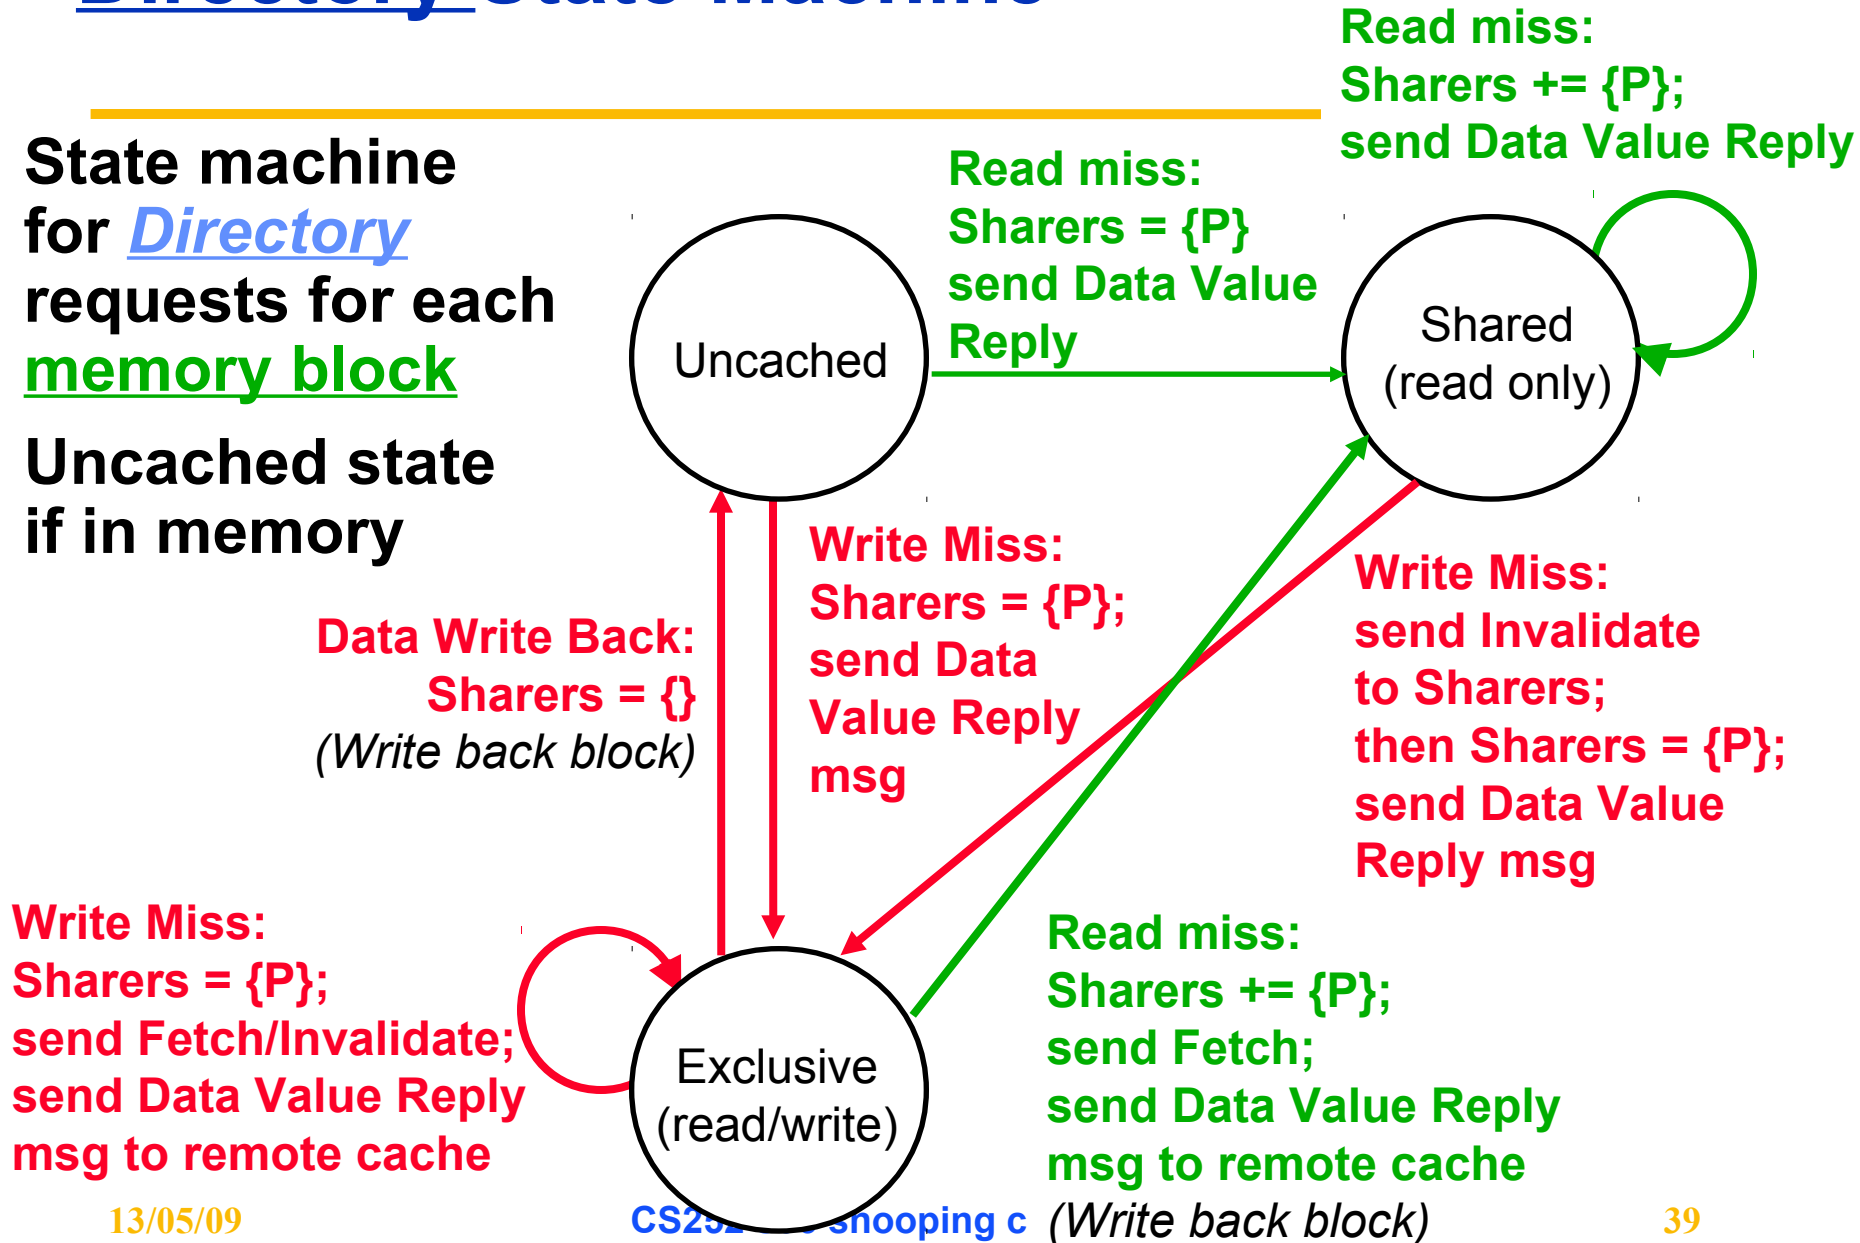 Directory State Machine
State machine
for Directory
requests for each
memory block
Uncached state
if in memory
Read miss:
Sharers += {P};
send Data Value Reply
Read miss:
Sharers = {P}
send Data Value
Reply
Uncached
Shared
(read only)
Write Miss:
Sharers = {P};
send Data
Value Reply
msg
Data Write Back:
Sharers = {}
(Write back block)
Write Miss:
send Invalidate
to Sharers;
then Sharers = {P};
send Data Value
Reply msg
Write Miss:
Sharers = {P};
send Fetch/Invalidate;
send Data Value Reply
msg to remote cache
Exclusive
(read/write)
Read miss:
Sharers += {P};
send Fetch;
send Data Value Reply
msg to remote cache
(Write back block)
13/05/09
snooping c
39